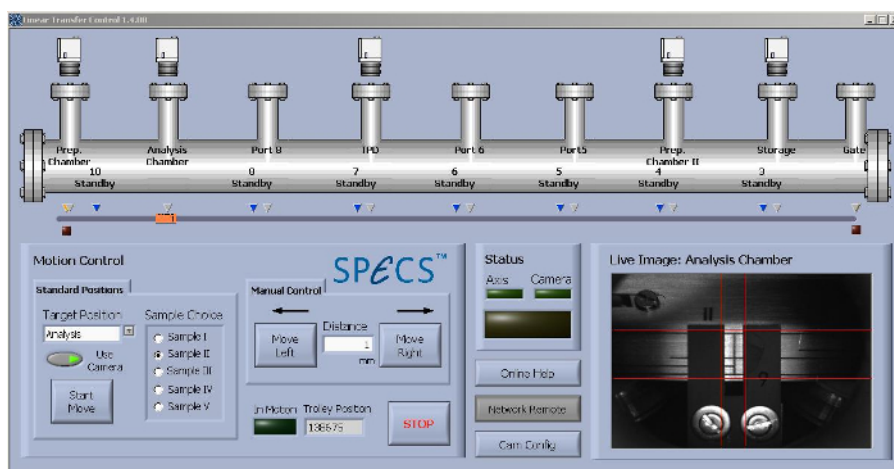 Linear Transfer Control 1.4.00
Prep. Chamber
Analysis Chamber
Port 8
TPD
Port 6
Port5
Prep. Chamber II
Storage
Gate
10
8
7
6
5
4
3
Standby
Standby
Standby
Standby
Standby
Standby
Standby
Motion Control
SPECS™
Standard Positions
Target Position
Analysis
Use Camera
Start Move
Sample Choice
Sample I
Sample II
Sample III
Sample IV
Sample V
Manual Control
Move Left
Distance
1
mm
Move Right
In Motion
Trolley Position
138675
STOP
Status
Axis
Camera
Online Help
Network Remote
Cam Config
Live Image: Analysis Chamber
II